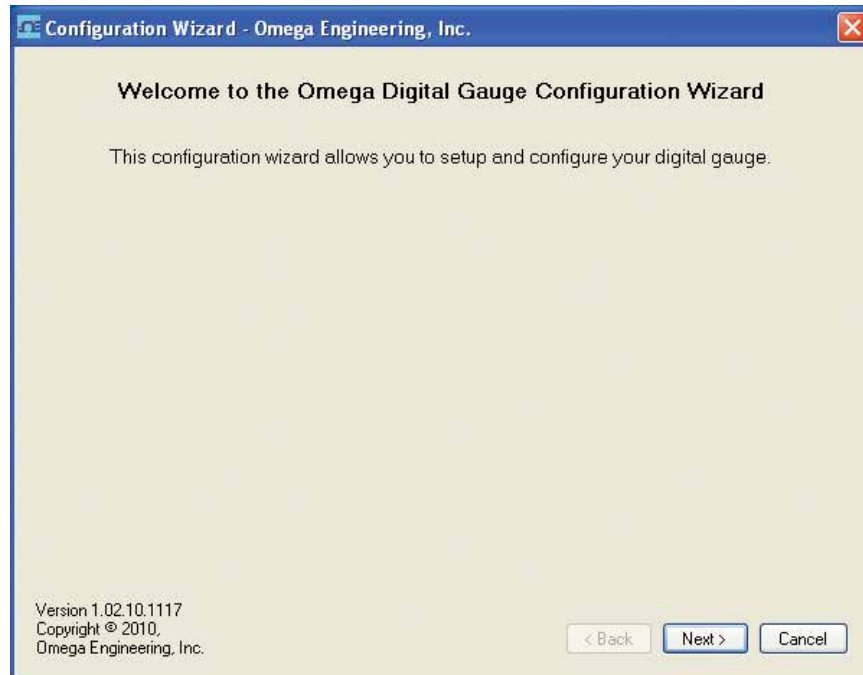 Configuration Wizard - Omega Engineering, Inc.
Welcome to the Omega Digital Gauge Configuration Wizard
This configuration wizard allows you to setup and configure your digital gauge.
Version 1.02.10.1117
Copyright © 2010,
Omega Engineering, Inc.
< Back Next > Cancel